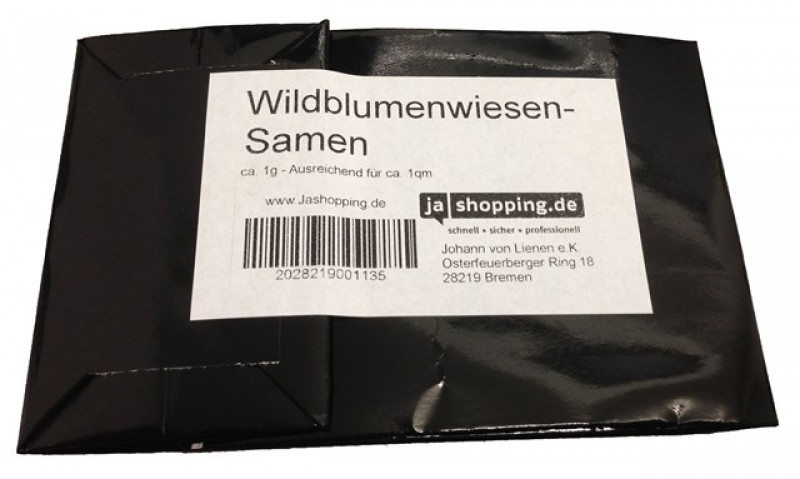 Wildblumenwiesen-
Samen
ca. 1g - Ausreichend für ca. 1qm
www.Jashopping.de
ja shopping.de
schnell • sicher • professionell
2028219001135
Johann von Lienen e.K.
Osterfeuerberger Ring 18
28219 Bremen